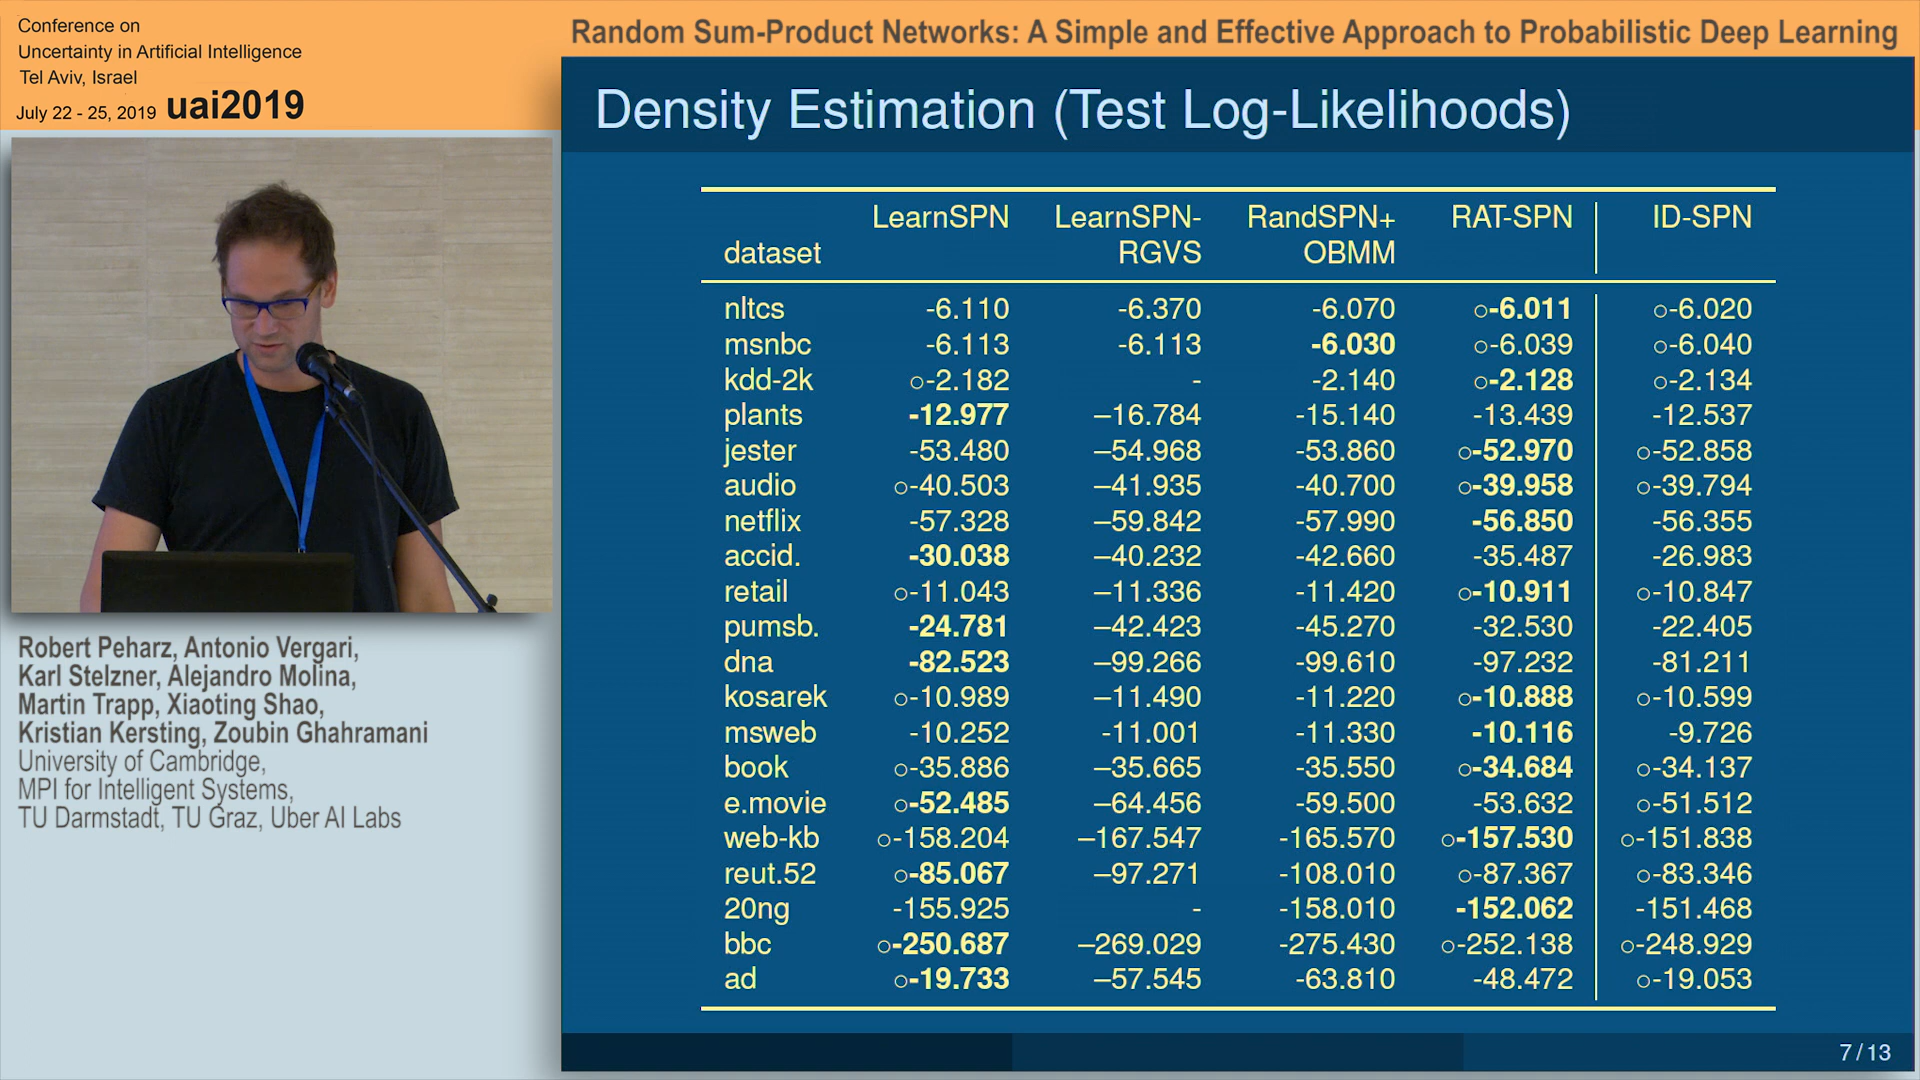 Conference on
Uncertainty in Artificial Intelligence
Tel Aviv, Israel
July 22 - 25, 2019 uai2019
Random Sum-Product Networks: A Simple and Effective Approach to Probabilistic Deep Learning
Density Estimation (Test Log-Likelihoods)
dataset LearnSPN LearnSPN-RGVS RandSPN+OBMM RAT-SPN ID-SPN
nltcs -6.110 -6.370 -6.070 ○-6.011 ○-6.020
msnbc -6.113 -6.113 -6.030 ○-6.039 ○-6.040
kdd-2k ○-2.182 - -2.140 ○-2.128 ○-2.134
plants -12.977 –16.784 -15.140 -13.439 -12.537
jester -53.480 –54.968 -53.860 ○-52.970 ○-52.858
audio ○-40.503 –41.935 -40.700 ○-39.958 ○-39.794
netflix -57.328 –59.842 -57.990 -56.850 -56.355
accid. -30.038 –40.232 -42.660 -35.487 -26.983
retail ○-11.043 –11.336 -11.420 ○-10.911 ○-10.847
pumsb. -24.781 –42.423 -45.270 -32.530 -22.405
dna -82.523 –99.266 -99.610 -97.232 -81.211
kosarek ○-10.989 –11.490 -11.220 ○-10.888 ○-10.599
msweb -10.252 -11.001 -11.330 -10.116 -9.726
book ○-35.886 –35.665 -35.550 ○-34.684 ○-34.137
e.movie ○-52.485 –64.456 -59.500 -53.632 ○-51.512
web-kb ○-158.204 –167.547 -165.570 ○-157.530 ○-151.838
reut.52 ○-85.067 –97.271 -108.010 ○-87.367 ○-83.346
20ng -155.925 - -158.010 -152.062 -151.468
bbc ○-250.687 –269.029 -275.430 ○-252.138 ○-248.929
ad ○-19.733 –57.545 -63.810 -48.472 ○-19.053
7 / 13
Robert Peharz, Antonio Vergari,
Karl Stelzner, Alejandro Molina,
Martin Trapp, Xiaoting Shao,
Kristian Kersting, Zoubin Ghahramani
University of Cambridge,
MPI for Intelligent Systems,
TU Darmstadt, TU Graz, Uber AI Labs